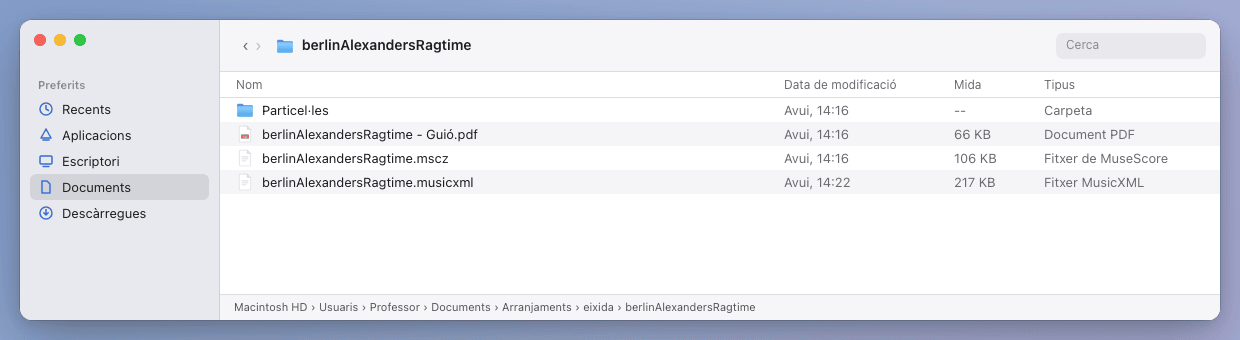 berlinAlexandersRagtime
Cerca
Preferits
Recents
Aplicacions
Escriptori
Documents
Descàrregues
Nom Data de modificació Mida Tipus
Particel·les Avui, 14:16 -- Carpeta
berlinAlexandersRagtime - Guió.pdf Avui, 14:16 66 KB Document PDF
berlinAlexandersRagtime.mscz Avui, 14:16 106 KB Fitxer de MuseScore
berlinAlexandersRagtime.musicxml Avui, 14:22 217 KB Fitxer MusicXML
Macintosh HD › Usuaris › Professor › Documents › Arranjaments › eixida › berlinAlexandersRagtime